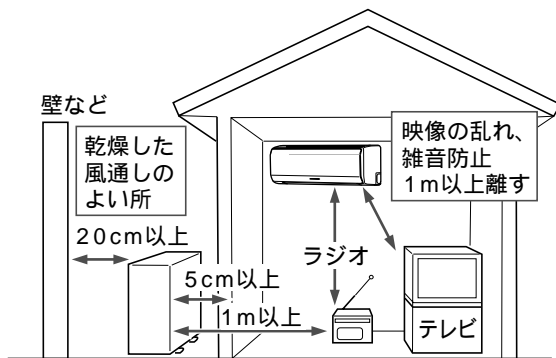 壁など
乾燥した
風通しの
よい所
20cm以上
5cm以上
1m以上
映像の乱れ、
雑音防止
1m以上離す
ラジオ
テレビ